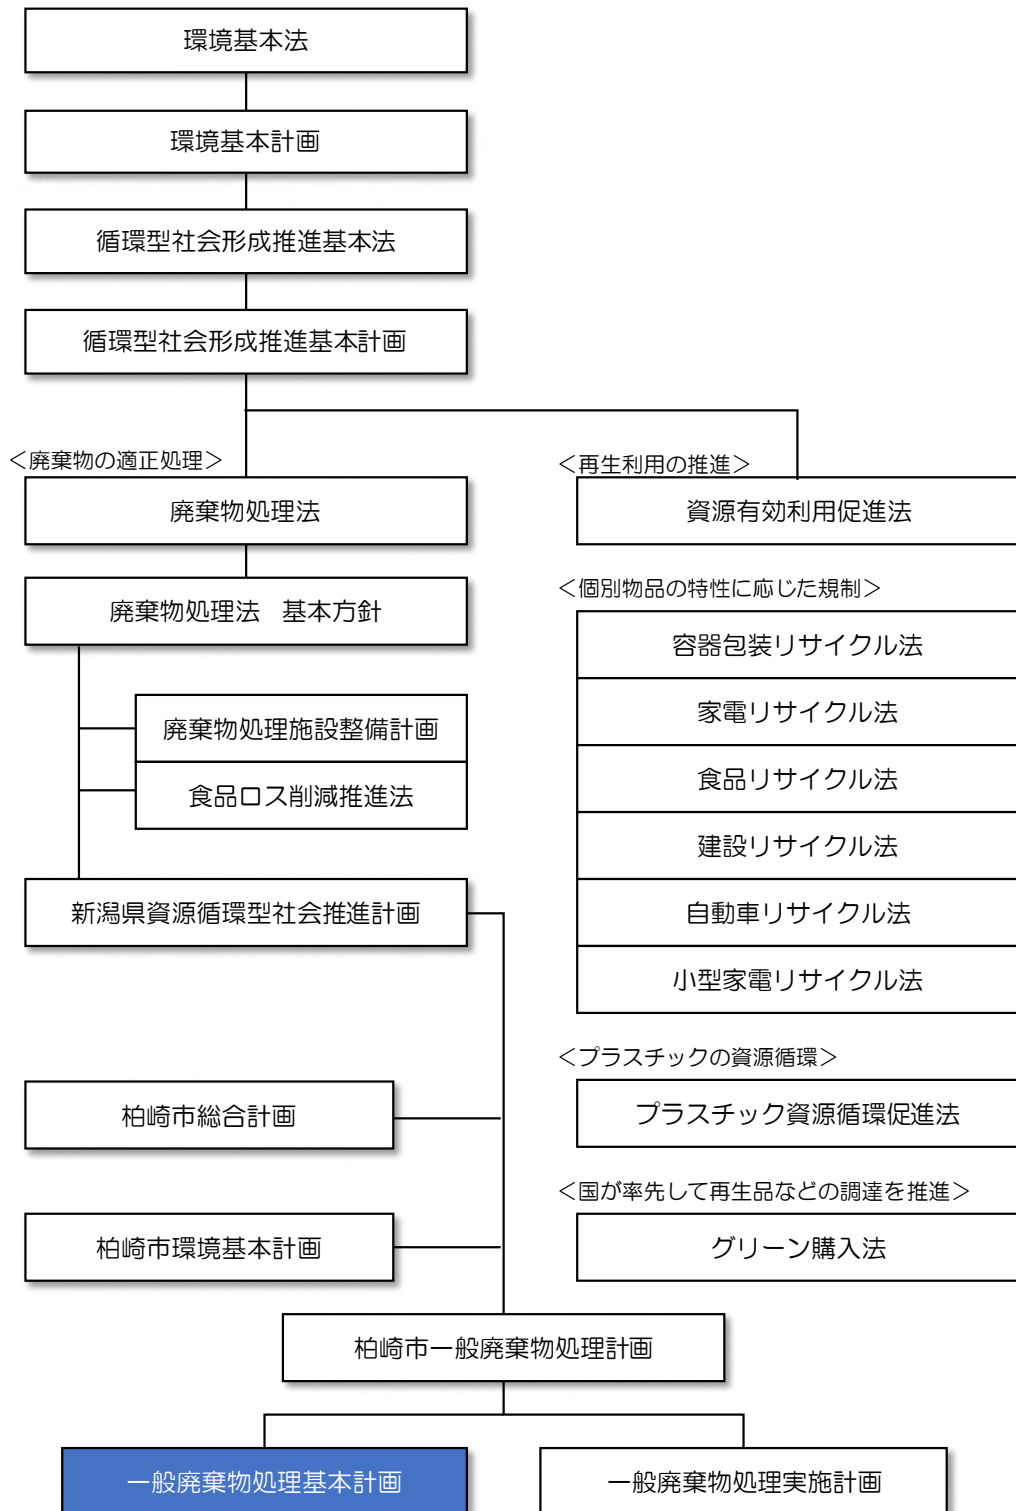 環境基本法
環境基本計画
循環型社会形成推進基本法
循環型社会形成推進基本計画
＜廃棄物の適正処理＞
廃棄物処理法
廃棄物処理法　基本方針
廃棄物処理施設整備計画
食品ロス削減推進法
新潟県資源循環型社会推進計画
柏崎市総合計画
柏崎市環境基本計画
＜再生利用の推進＞
資源有効利用促進法
＜個別物品の特性に応じた規制＞
容器包装リサイクル法
家電リサイクル法
食品リサイクル法
建設リサイクル法
自動車リサイクル法
小型家電リサイクル法
＜プラスチックの資源循環＞
プラスチック資源循環促進法
＜国が率先して再生品などの調達を推進＞
グリーン購入法
柏崎市一般廃棄物処理計画
一般廃棄物処理基本計画
一般廃棄物処理実施計画